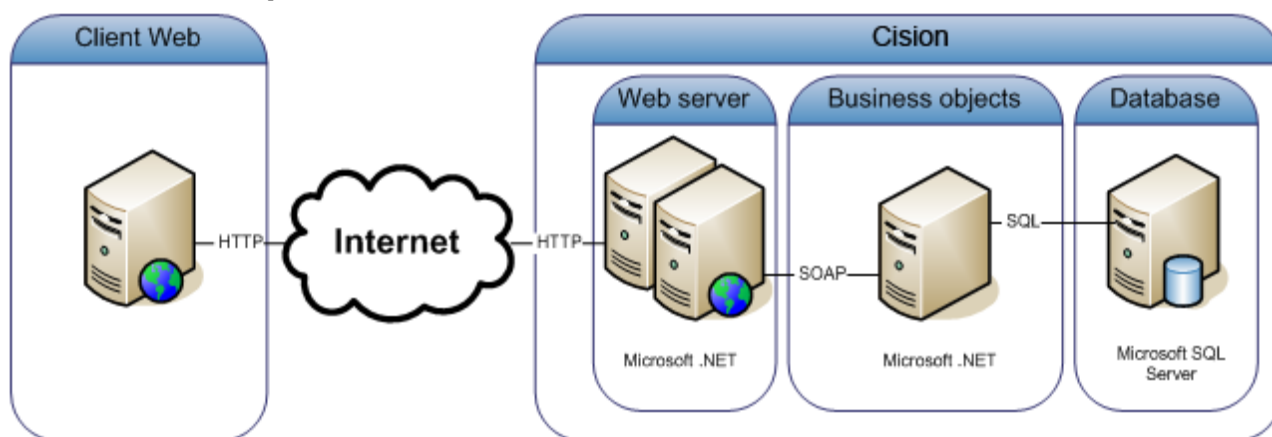 Client Web
Cision
Web server
Business objects
Database
HTTP
Internet
HTTP
SOAP
SQL
Microsoft .NET
Microsoft .NET
Microsoft SQL
Server